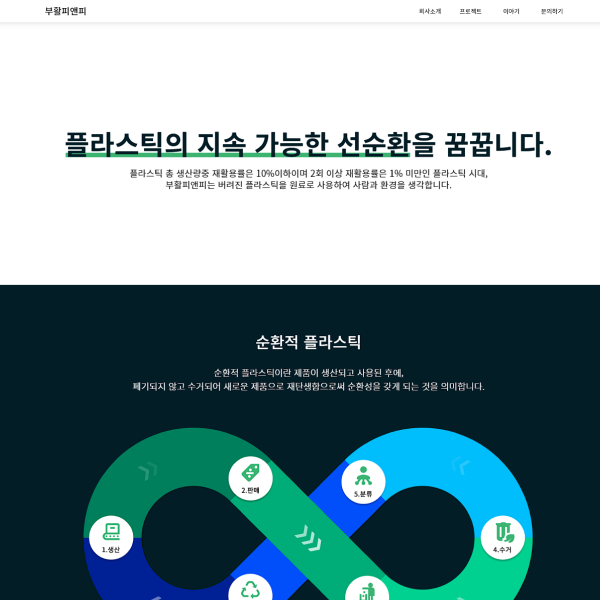 부활피앤피
회사소개 프로젝트 이야기 문의하기
플라스틱의 지속 가능한 선순환을 꿈꿉니다.
플라스틱 총 생산량중 재활용률은 10%이하이며 2회 이상 재활용률은 1% 미만인 플라스틱 시대,
부활피앤피는 버려진 플라스틱을 원료로 사용하여 사람과 환경을 생각합니다.
순환적 플라스틱
순환적 플라스틱이란 제품이 생산되고 사용된 후에,
폐기되지 않고 수거되어 새로운 제품으로 재탄생함으로써 순환성을 갖게 되는 것을 의미합니다.
2.판매
5.분류
1.생산
4.수거